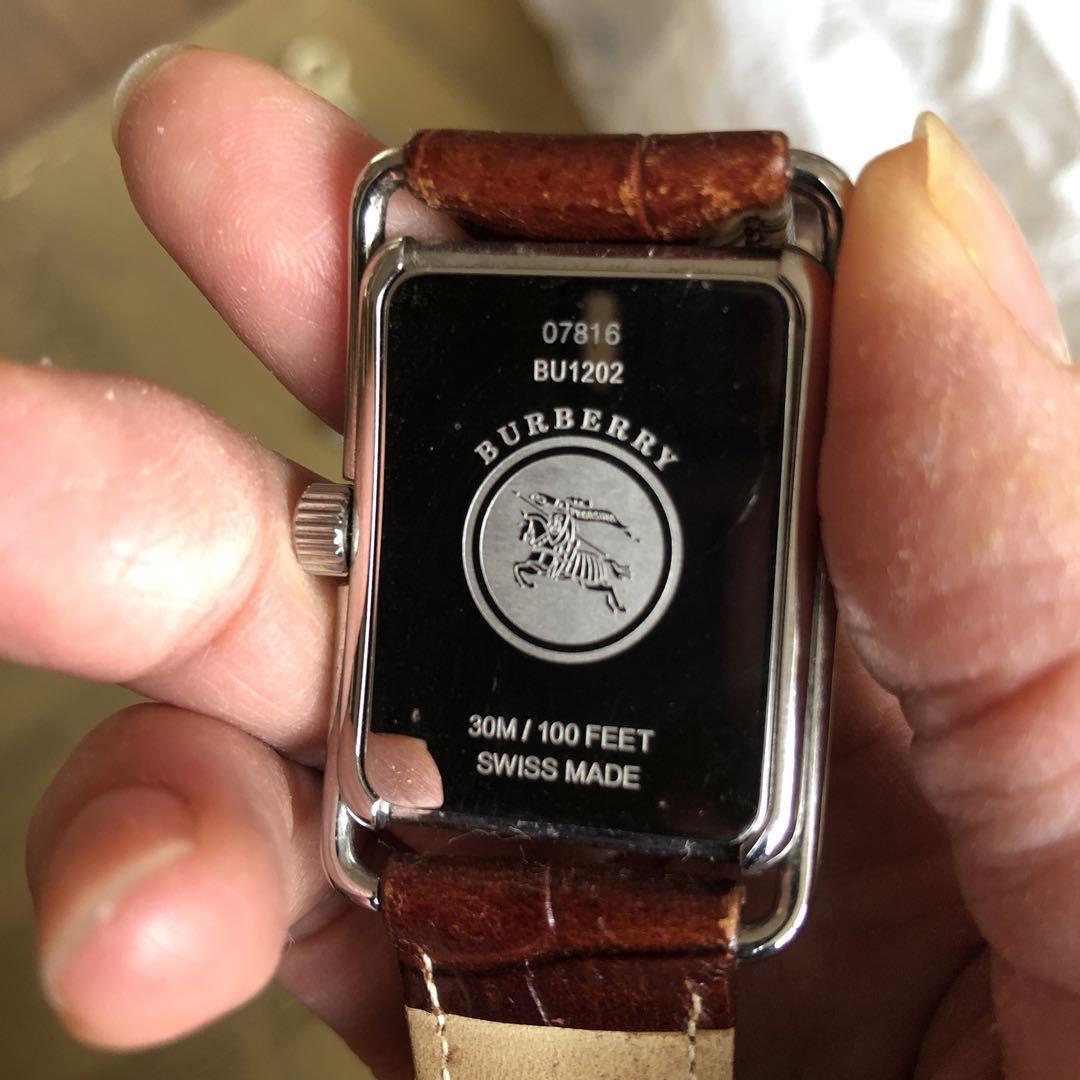 07816
BU1202
BURBERRY
30M / 100 FEET
SWISS MADE